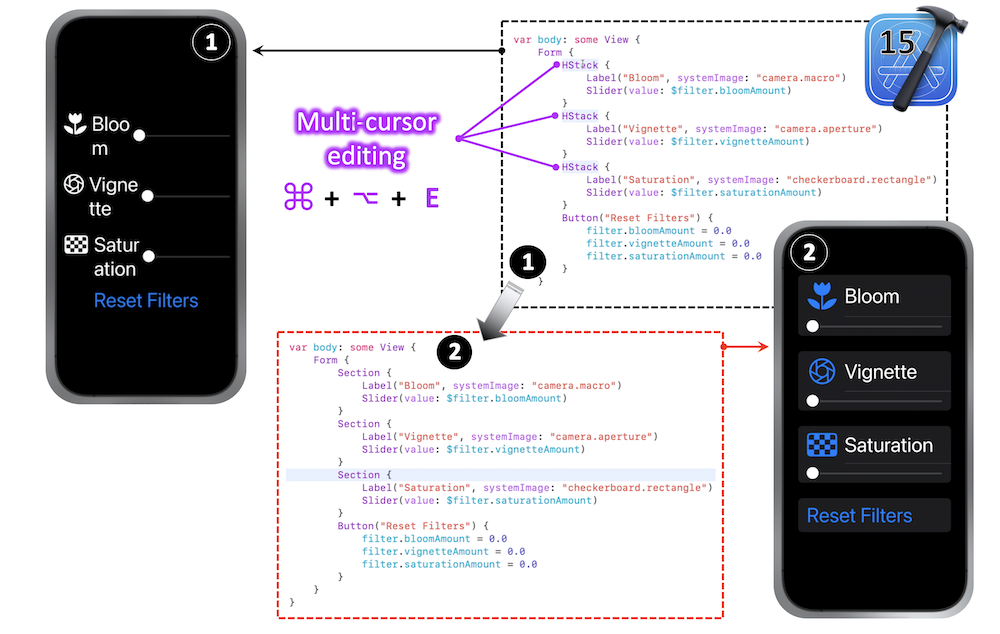 1
Bloo
m
Vigne
tte
Satur
ation
Reset Filters
Multi-cursor
editing
⌘ + ⌥ + E
var body: some View {
Form {
HStack {
Label("Bloom", systemImage: "camera.macro")
Slider(value: $filter.bloomAmount)
}
HStack {
Label("Vignette", systemImage: "camera.aperture")
Slider(value: $filter.vignetteAmount)
}
HStack {
Label("Saturation", systemImage: "checkerboard.rectangle")
Slider(value: $filter.saturationAmount)
}
Button("Reset Filters") {
filter.bloomAmount = 0.0
filter.vignetteAmount = 0.0
filter.saturationAmount = 0.0
}
}
15
1
2
var body: some View {
Form {
Section {
Label("Bloom", systemImage: "camera.macro")
Slider(value: $filter.bloomAmount)
}
Section {
Label("Vignette", systemImage: "camera.aperture")
Slider(value: $filter.vignetteAmount)
}
Section {
Label("Saturation", systemImage: "checkerboard.rectangle")
Slider(value: $filter.saturationAmount)
}
Button("Reset Filters") {
filter.bloomAmount = 0.0
filter.vignetteAmount = 0.0
filter.saturationAmount = 0.0
}
}
}
2
Bloom
Vignette
Saturation
Reset Filters